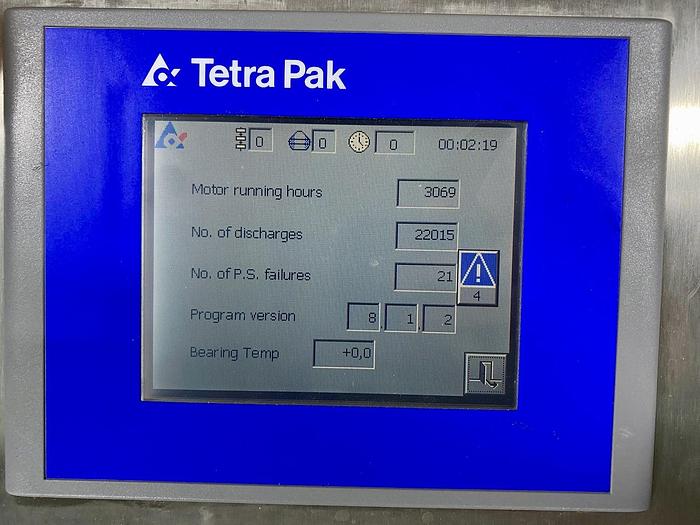 Tetra Pak
0 0 0 00:02:19
Motor running hours 3069
No. of discharges 22015
No. of P.S. failures 21
4
Program version 8 1 2
Bearing Temp +0,0